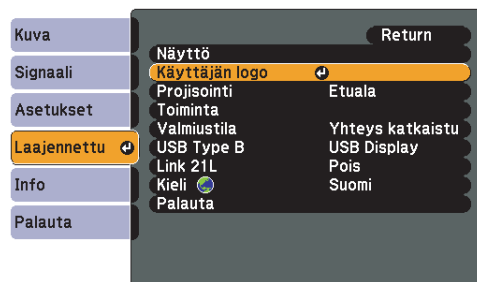 Kuva
Signaali
Asetukset
Laajennettu
Info
Palauta
Return
Näyttö
Käyttäjän logo
Projisointi Etuala
Toiminta
Valmiustila Yhteys katkaistu
USB Type B USB Display
Link 21L Pois
Kieli Suomi
Palauta